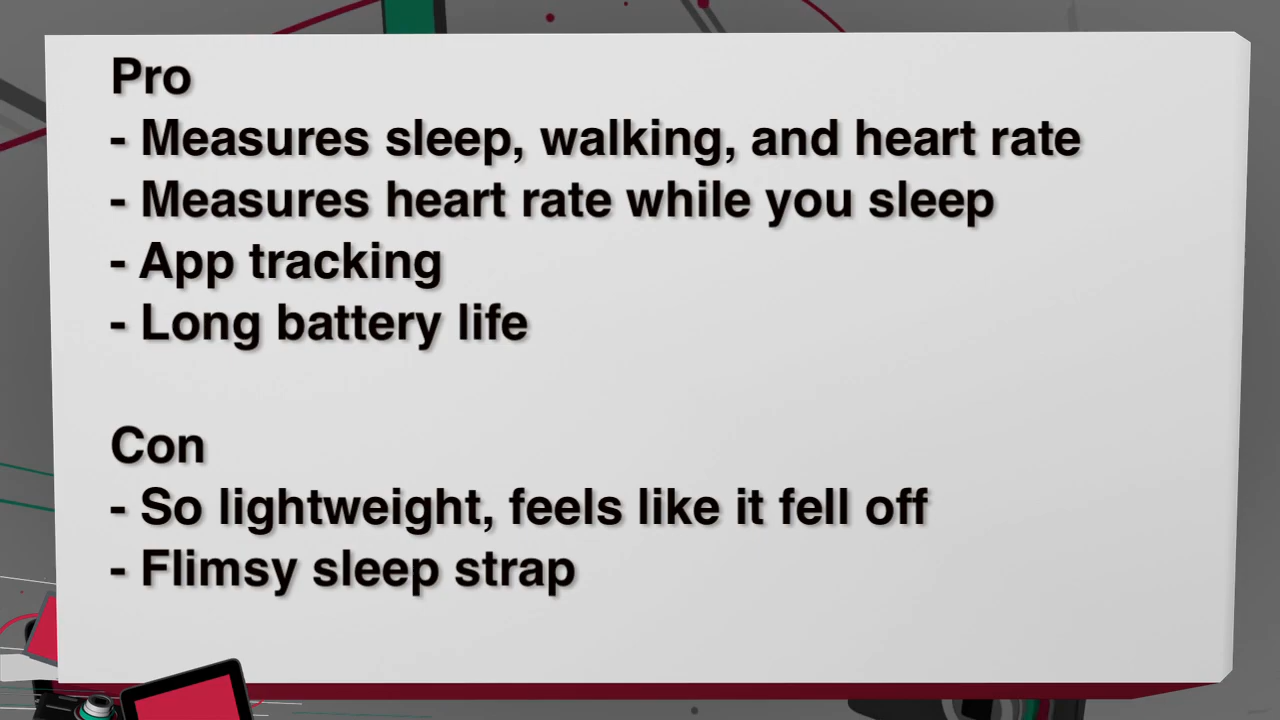 Pro
- Measures sleep, walking, and heart rate
- Measures heart rate while you sleep
- App tracking
- Long battery life
Con
- So lightweight, feels like it fell off
- Flimsy sleep strap